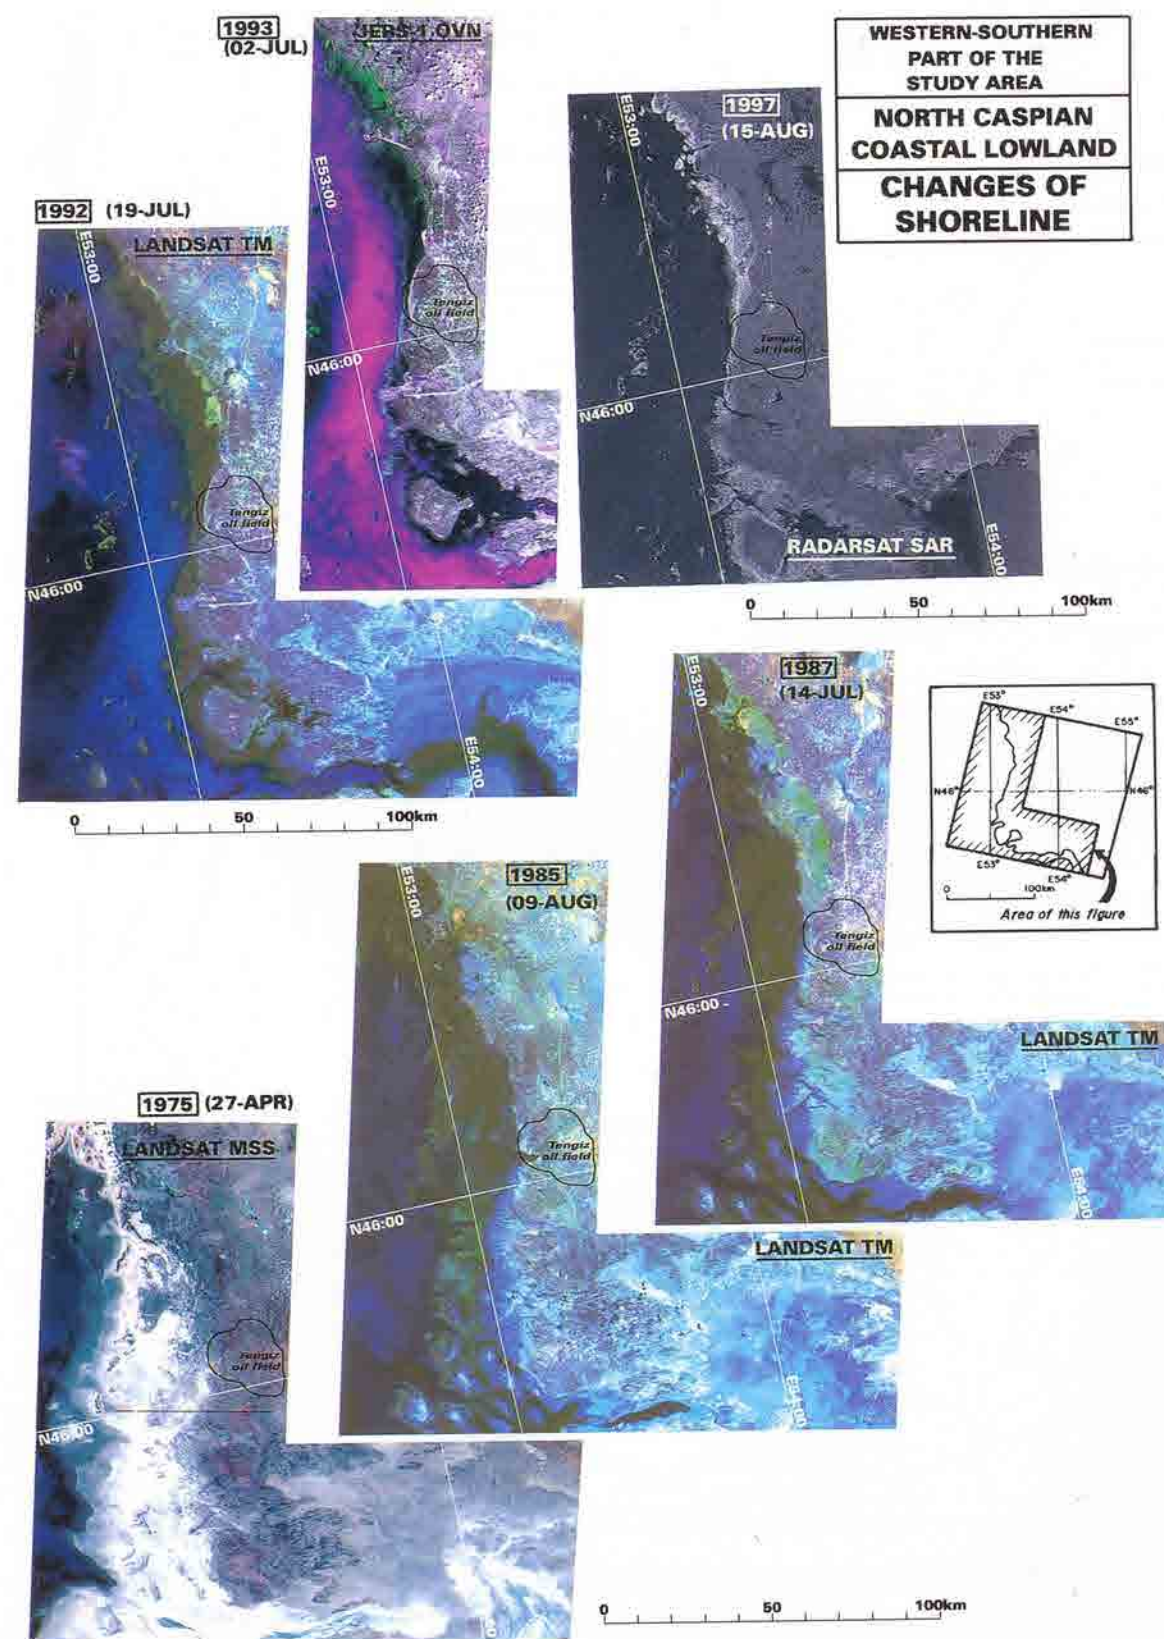 WESTERN-SOUTHERN
PART OF THE
STUDY AREA
NORTH CASPIAN
COASTAL LOWLAND
CHANGES OF
SHORELINE
1993
(02-JUL)
JERS-1.OVN
E53:00
Tengiz
oil field
N46:00
1997
(15-AUG)
E53:00
Tengiz
oil field
N46:00
RADARSAT SAR
E54:00
0 50 100km
1992 (19-JUL)
LANDSAT TM
E53:00
Tengiz
oil field
N46:00
E54:00
0 50 100km
1987
(14-JUL)
E53:00
Tengiz
oil field
N46:00
LANDSAT TM
E54:00
E53° E54° E55°
N46° N46°
E53° E54°
0 100km
Area of this figure
1985
(09-AUG)
E53:00
Tengiz
oil field
N46:00
LANDSAT TM
E54:00
1975 (27-APR)
LANDSAT MSS
Tengiz
oil field
N46:00
0 50 100km